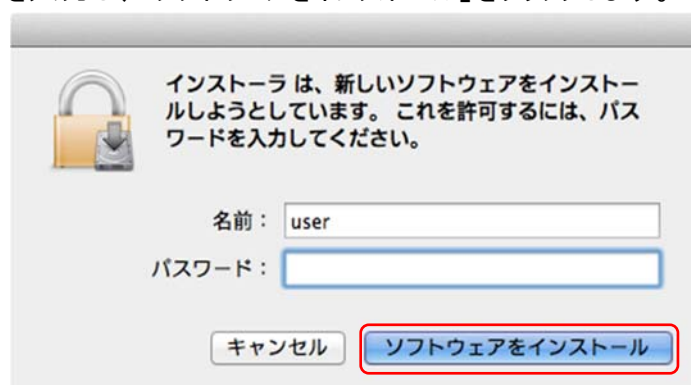 インストーラ は、新しいソフトウェアをインストー
ルしようとしています。 これを許可するには、パス
ワードを入力してください。
名前： user
パスワード：
キャンセル ソフトウェアをインストール